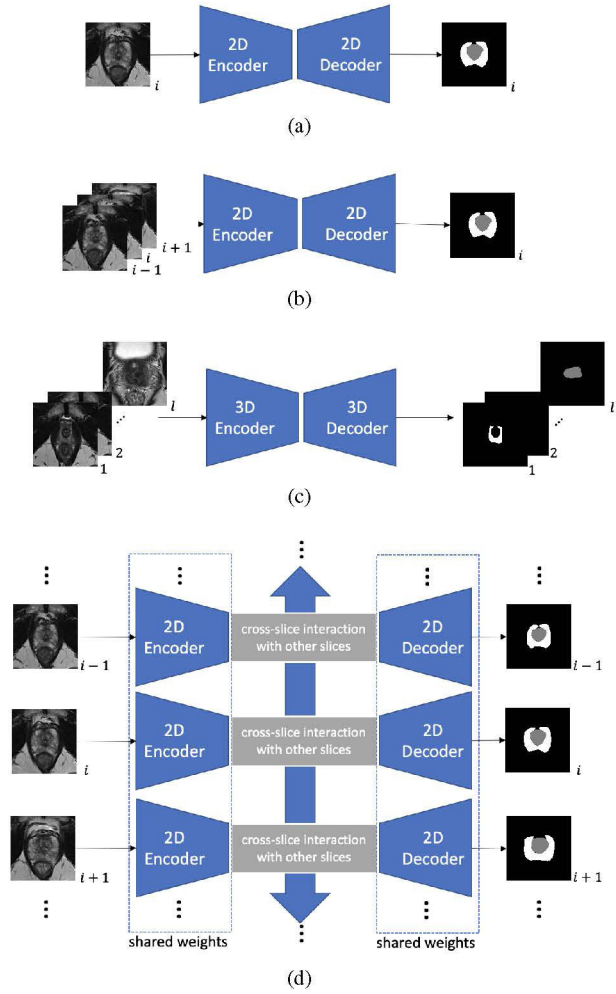 2D
Encoder
2D
Decoder
i
i
(a)
2D
Encoder
2D
Decoder
i + 1
i
i − 1
i
(b)
3D
Encoder
3D
Decoder
l
...
2
1
l
...
2
1
(c)
2D
Encoder
cross-slice interaction
with other slices
2D
Decoder
i − 1
i − 1
2D
Encoder
cross-slice interaction
with other slices
2D
Decoder
i
i
2D
Encoder
cross-slice interaction
with other slices
2D
Decoder
i + 1
i + 1
shared weights
shared weights
(d)